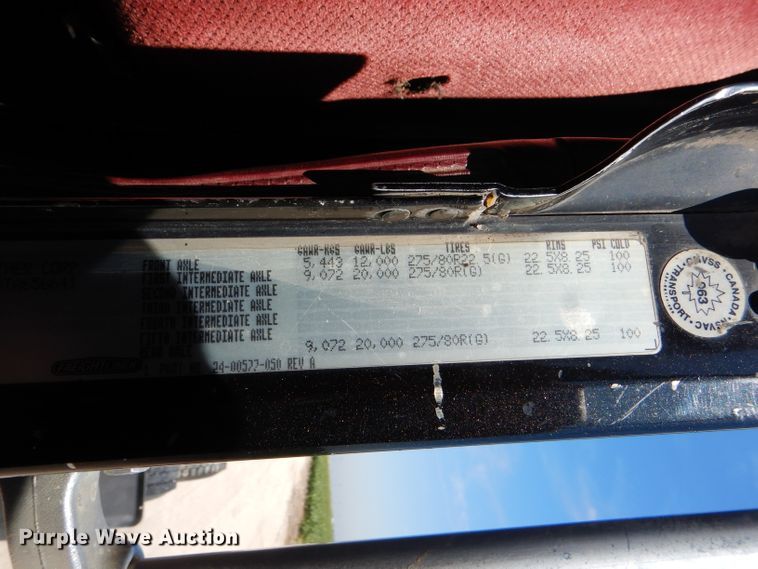 GAWR-KGS GAWR-LBS TIRES RIMS PSI COLD
FRONT AXLE 5,443 12,000 275/80R22.5(G) 22.5X8.25 100
FIRST INTERMEDIATE AXLE 9,072 20,000 275/80R(G) 22.5X8.25 100
SECOND INTERMEDIATE AXLE
THIRD INTERMEDIATE AXLE
FOURTH INTERMEDIATE AXLE
FIFTH INTERMEDIATE AXLE
REAR AXLE 9,072 20,000 275/80R(G) 22.5X8.25 100
FREIGHTLINER
24-00577-050 REV A
CANADA
NSVAC
TRANSPORT
CMVSS
963
Purple Wave Auction